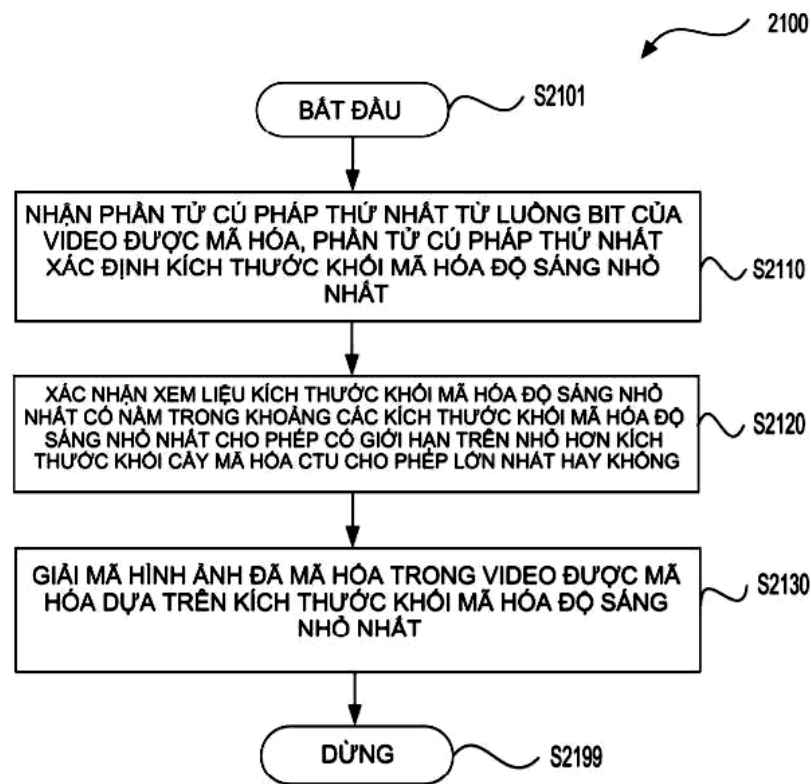 2100
BẮT ĐẦU
S2101
NHẬN PHẦN TỬ CÚ PHÁP THỨ NHẤT TỪ LUỒNG BIT CỦA
VIDEO ĐƯỢC MÃ HÓA, PHẦN TỬ CÚ PHÁP THỨ NHẤT
XÁC ĐỊNH KÍCH THƯỚC KHỐI MÃ HÓA ĐỘ SÁNG NHỎ
NHẤT
S2110
XÁC NHẬN XEM LIỆU KÍCH THƯỚC KHỐI MÃ HÓA ĐỘ SÁNG NHỎ
NHẤT CÓ NẰM TRONG KHOẢNG CÁC KÍCH THƯỚC KHỐI MÃ HÓA ĐỘ
SÁNG NHỎ NHẤT CHO PHÉP CÓ GIỚI HẠN TRÊN NHỎ HƠN KÍCH
THƯỚC KHỐI CÂY MÃ HÓA CTU CHO PHÉP LỚN NHẤT HAY KHÔNG
S2120
GIẢI MÃ HÌNH ẢNH ĐÃ MÃ HÓA TRONG VIDEO ĐƯỢC MÃ
HÓA DỰA TRÊN KÍCH THƯỚC KHỐI MÃ HÓA ĐỘ SÁNG
NHỎ NHẤT
S2130
DỪNG
S2199